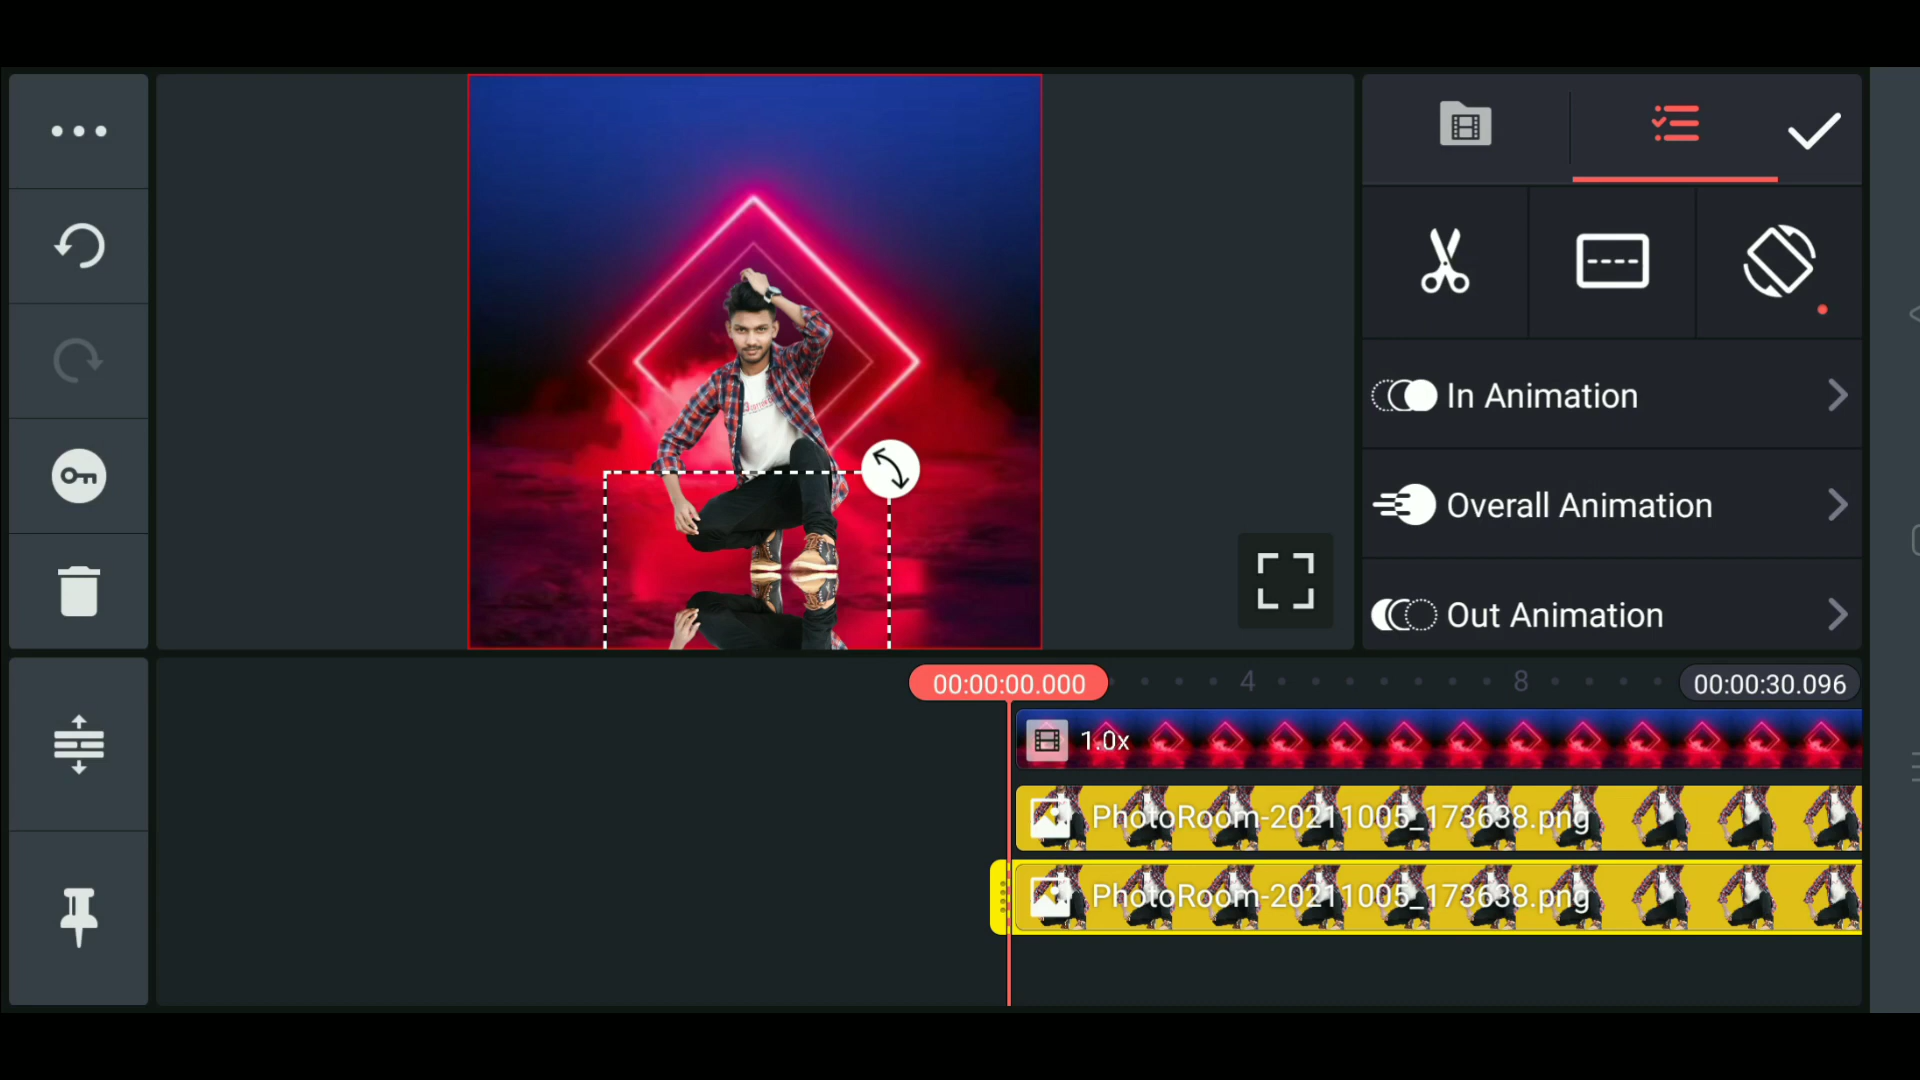 In Animation
Overall Animation
Out Animation
00:00:00.000
4
8
00:00:30.096
1.0x
PhotoRoom-20211005_173638.png
PhotoRoom-20211005_173638.png